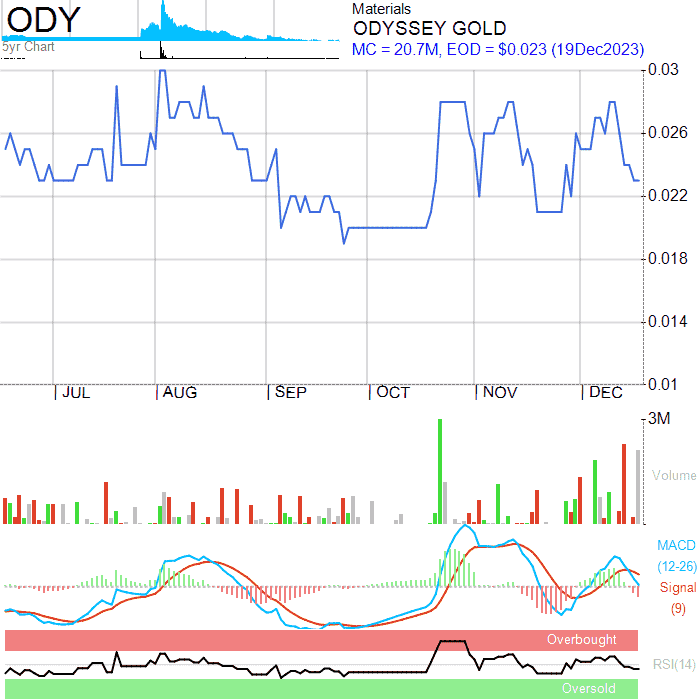 ODY
5yr Chart
Materials
ODYSSEY GOLD
MC = 20.7M, EOD = $0.023 (19Dec2023)
0.03
0.026
0.022
0.018
0.014
0.01
JUL AUG SEP OCT NOV DEC
3M
Volume
MACD
(12-26)
Signal
(9)
Overbought
RSI(14)
Oversold